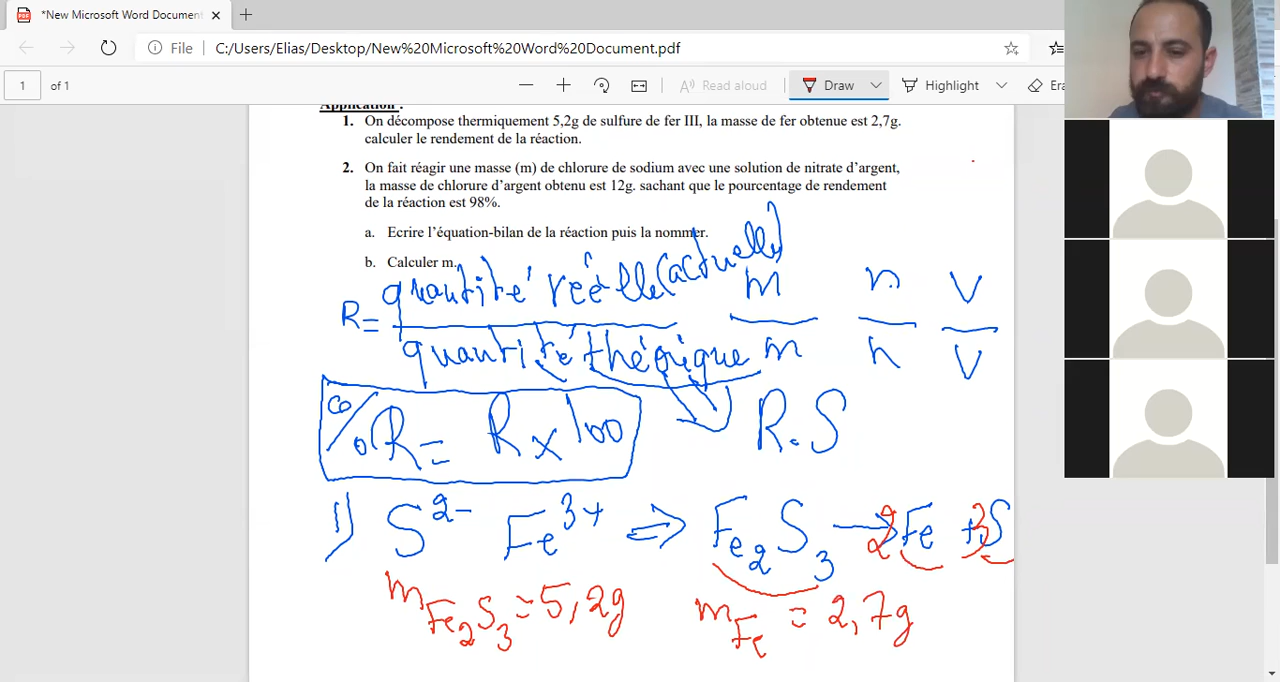 *New Microsoft Word Document
File C:/Users/Elias/Desktop/New%20Microsoft%20Word%20Document.pdf
1 of 1 Read aloud Draw Highlight Era
Application :
1. On décompose thermiquement 5,2g de sulfure de fer III, la masse de fer obtenue est 2,7g.
calculer le rendement de la réaction.
2. On fait réagir une masse (m) de chlorure de sodium avec une solution de nitrate d'argent,
la masse de chlorure d'argent obtenu est 12g. sachant que le pourcentage de rendement
de la réaction est 98%.
a. Ecrire l'équation-bilan de la réaction puis la nommer.
b. Calculer m.
quantité réelle (actuelle) m n v
R=
quantité théorique m n v
%R= R x 100 R.S
1) S2- Fe3+ ⇔ Fe2S3 → 2Fe + 3S
mFe2S3 = 5,2g mFe = 2,7g